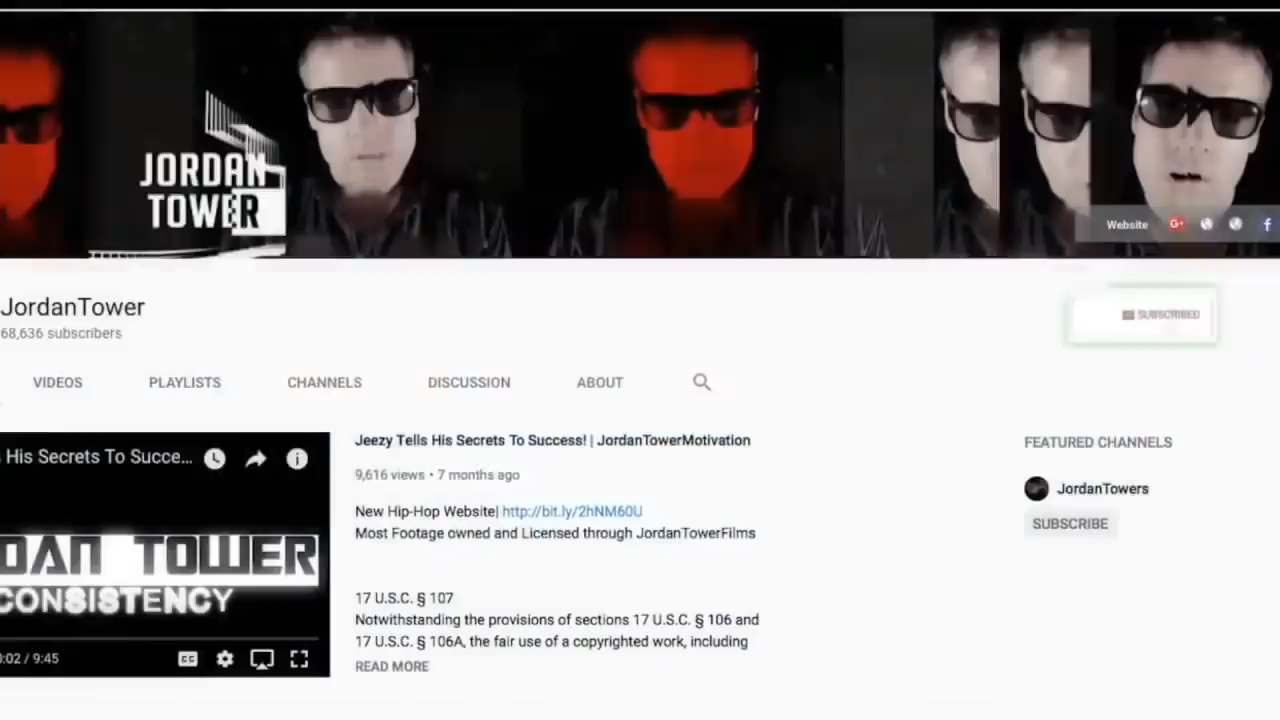 JORDAN
TOWER
Website
JordanTower
68,636 subscribers
SUBSCRIBED
VIDEOS
PLAYLISTS
CHANNELS
DISCUSSION
ABOUT
His Secrets To Succe...
DAN TOWER
CONSISTENCY
0:02 / 9:45
Jeezy Tells His Secrets To Success! | JordanTowerMotivation
9,616 views • 7 months ago
New Hip-Hop Website| http://bit.ly/2hNM60U
Most Footage owned and Licensed through JordanTowerFilms
17 U.S.C. § 107
Notwithstanding the provisions of sections 17 U.S.C. § 106 and
17 U.S.C. § 106A, the fair use of a copyrighted work, including
READ MORE
FEATURED CHANNELS
JordanTowers
SUBSCRIBE